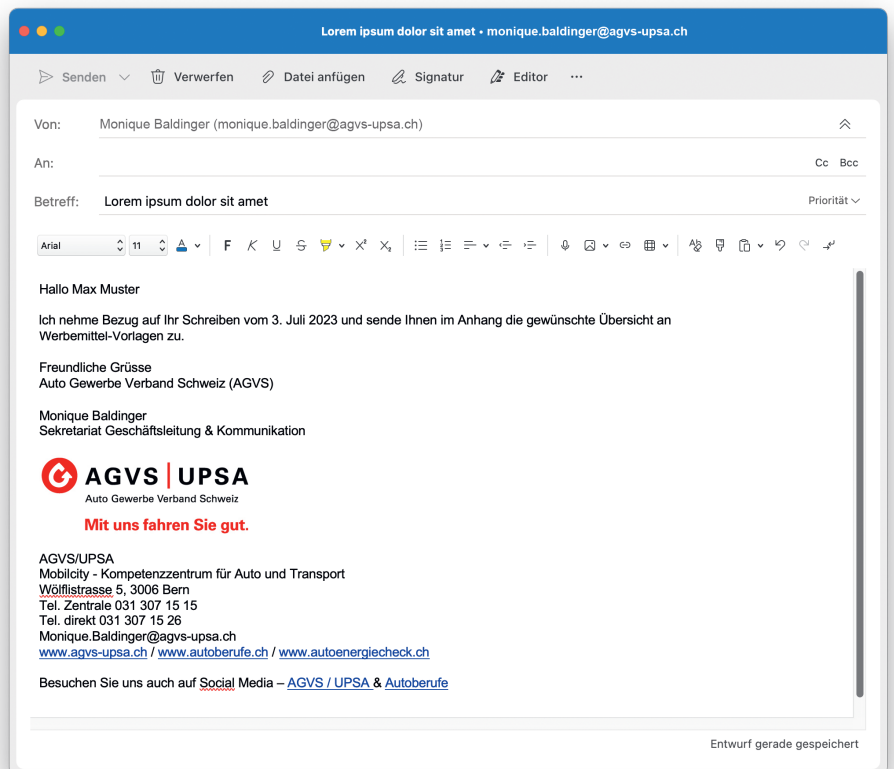 Lorem ipsum dolor sit amet • monique.baldinger@agvs-upsa.ch
Senden Verwerfen Datei anfügen Signatur Editor ...
Von: Monique Baldinger (monique.baldinger@agvs-upsa.ch)
An: Cc Bcc
Betreff: Lorem ipsum dolor sit amet Priorität
Arial 11 A F K U S X² X₂
Hallo Max Muster
Ich nehme Bezug auf Ihr Schreiben vom 3. Juli 2023 und sende Ihnen im Anhang die gewünschte Übersicht an
Werbemittel-Vorlagen zu.
Freundliche Grüsse
Auto Gewerbe Verband Schweiz (AGVS)
Monique Baldinger
Sekretariat Geschäftsleitung & Kommunikation
AGVS|UPSA
Auto Gewerbe Verband Schweiz
Mit uns fahren Sie gut.
AGVS/UPSA
Mobilcity - Kompetenzzentrum für Auto und Transport
Wölflistrasse 5, 3006 Bern
Tel. Zentrale 031 307 15 15
Tel. direkt 031 307 15 26
Monique.Baldinger@agvs-upsa.ch
www.agvs-upsa.ch / www.autoberufe.ch / www.autoenergiecheck.ch
Besuchen Sie uns auch auf Social Media – AGVS / UPSA & Autoberufe
Entwurf gerade gespeichert